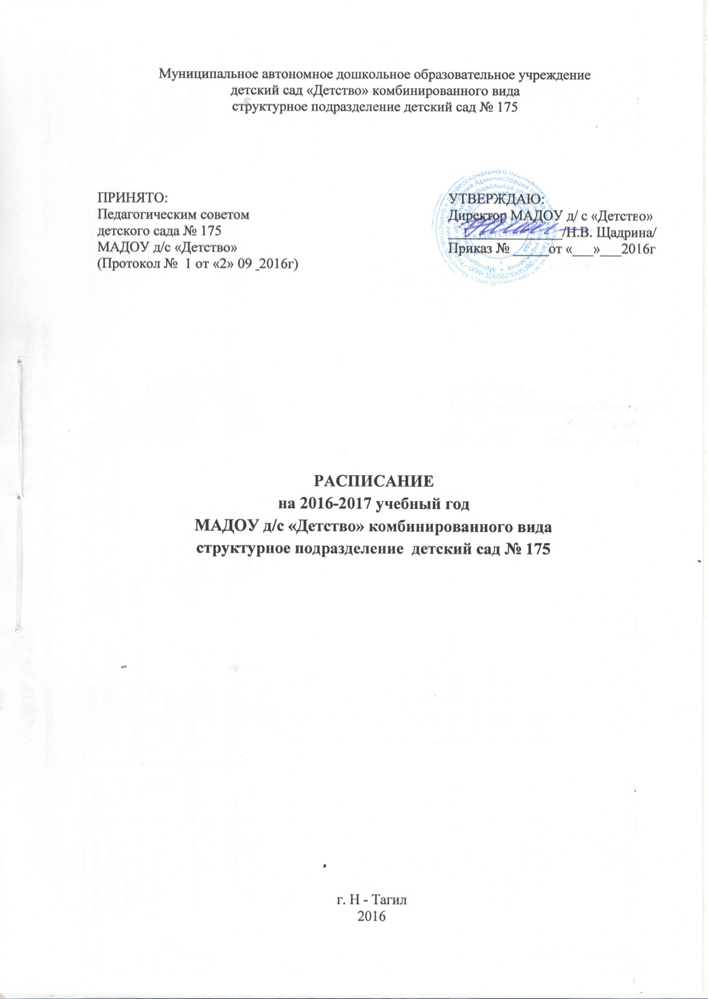 Муниципальное автономное дошкольное образовательное учреждение
детский сад «Детство» комбинированного вида
структурное подразделение детский сад № 175
ПРИНЯТО:
Педагогическим советом
детского сада № 175
МАДОУ д/с «Детство»
(Протокол №  1 от «2» 09 _2016г)
УТВЕРЖДАЮ:
Директор МАДОУ д/ с «Детство»
________________/Н.В. Щадрина/
Приказ № _____от «___»___2016г
ОГРН 1086623005380
РАСПИСАНИЕ
на 2016-2017 учебный год
МАДОУ д/с «Детство» комбинированного вида
структурное подразделение  детский сад № 175
г. Н - Тагил
2016